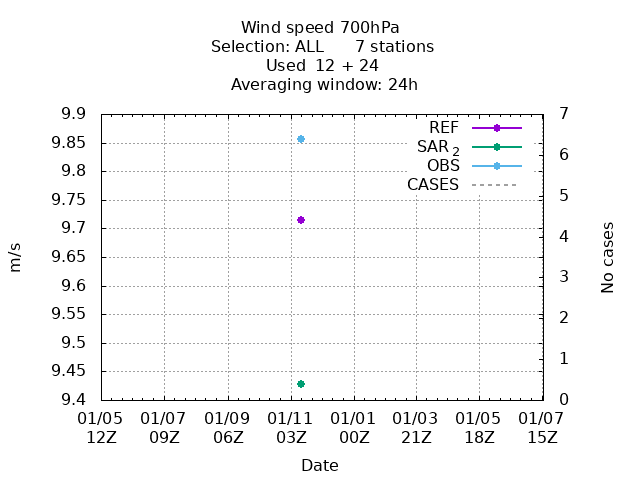 Wind speed 700hPa
Selection: ALL 7 stations
Used 12 + 24
Averaging window: 24h
9.9
9.85
9.8
9.75
9.7
9.65
9.6
9.55
9.5
9.45
9.4
m/s
7
6
5
4
3
2
1
0
No cases
REF
SAR 2
OBS
CASES
01/05 01/07 01/09 01/11 01/01 01/03 01/05 01/07
12Z 09Z 06Z 03Z 00Z 21Z 18Z 15Z
Date